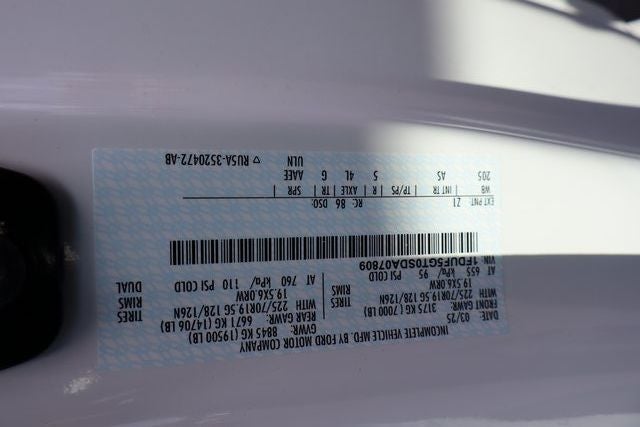 INCOMPLETE VEHICLE MFD. BY FORD MOTOR COMPANY
DATE: 03/25 GVWR: 8845 KG (19500 LB)
FRONT GAWR: 3175 KG (7000 LB) REAR GAWR: 6671 KG (14706 LB)
WITH 225/70R19.5G 128/126N TIRES WITH 225/70R19.5G 128/126N TIRES
19.5X6.0RW RIMS 19.5X6.0RW RIMS
AT 655 kPa/ 95 PSI COLD AT 760 kPa/ 110 PSI COLD DUAL
VIN: 1FDUF5GT0SDA07809
EXT PNT: Z1 RC: 86 DSO:
WB INT TR TP/PS R AXLE TR SPR
205 AS 5 4L G AAEE
ULN
▽ RU5A-3520472-AB